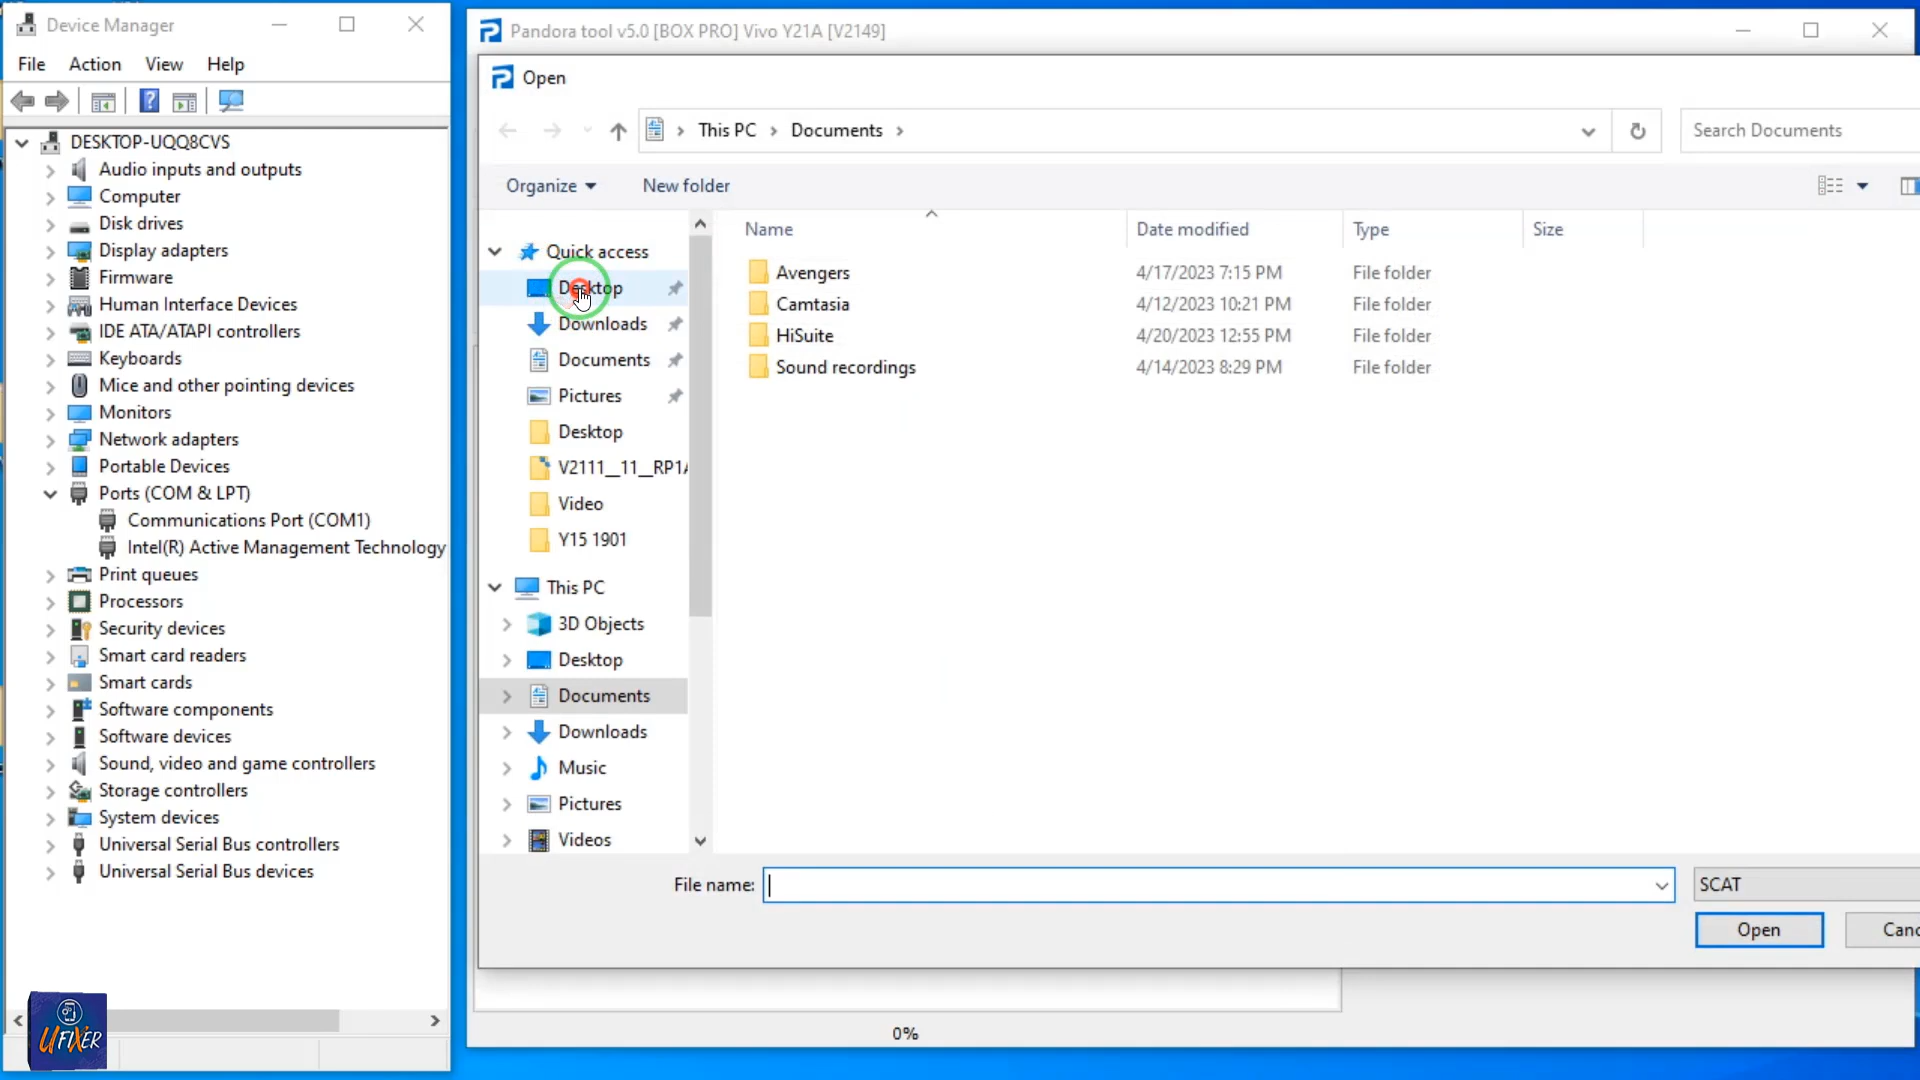 Device Manager
File Action View Help
DESKTOP-UQQ8CVS
Audio inputs and outputs
Computer
Disk drives
Display adapters
Firmware
Human Interface Devices
IDE ATA/ATAPI controllers
Keyboards
Mice and other pointing devices
Monitors
Network adapters
Portable Devices
Ports (COM & LPT)
Communications Port (COM1)
Intel(R) Active Management Technology
Print queues
Processors
Security devices
Smart card readers
Smart cards
Software components
Software devices
Sound, video and game controllers
Storage controllers
System devices
Universal Serial Bus controllers
Universal Serial Bus devices
UFIXER
Pandora tool v5.0 [BOX PRO] Vivo Y21A [V2149]
Open
This PC Documents
Search Documents
Organize New folder
Quick access
Desktop
Downloads
Documents
Pictures
Desktop
V2111__11__RP1A
Video
Y15 1901
This PC
3D Objects
Desktop
Documents
Downloads
Music
Pictures
Videos
Name Date modified Type Size
Avengers 4/17/2023 7:15 PM File folder
Camtasia 4/12/2023 10:21 PM File folder
HiSuite 4/20/2023 12:55 PM File folder
Sound recordings 4/14/2023 8:29 PM File folder
File name: SCAT
Open Canc
0%